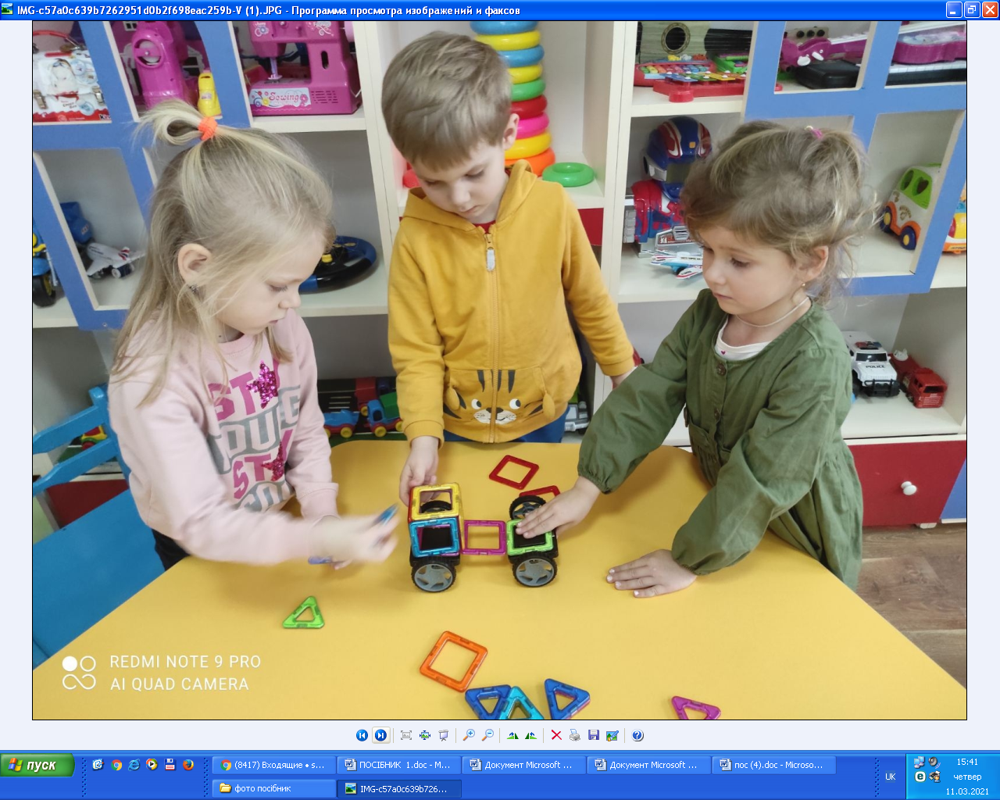 IMG-c57a0c639b7262951d0b2f698eac259b-V (1).JPG - Программа просмотра изображений и факсов
Sewing
REDMI NOTE 9 PRO
AI QUAD CAMERA
пуск
(8417) Входящие • s...
ПОСІБНИК 1.doc - M...
Документ Microsoft ...
Документ Microsoft ...
пос (4).doc - Microso...
фото посібник
IMG-c57a0c639b726...
UK
15:41
четвер
11.03.2021